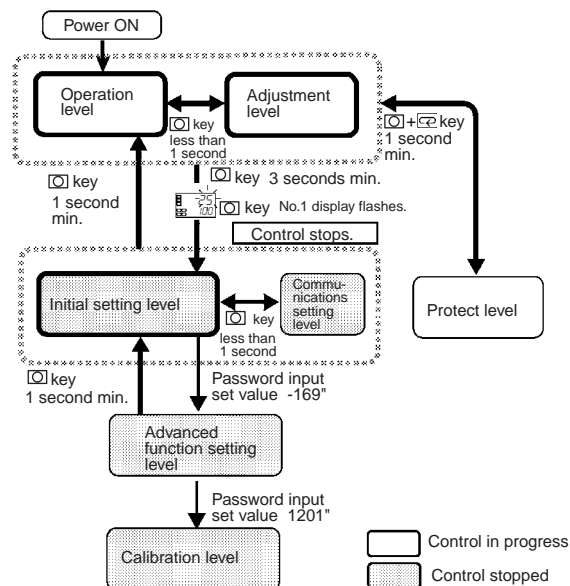 Power ON
Operation
level
Adjustment
level
key
less than
1 second
+ key
1 second
min.
key
1 second
min.
key 3 seconds min.
-25
100
key No.1 display flashes.
Control stops.
Initial setting level
Commu-
nications
setting
level
key
less than
1 second
Protect level
key
1 second min.
Password input
set value -169"
Advanced
function setting
level
Password input
set value 1201"
Calibration level
Control in progress
Control stopped